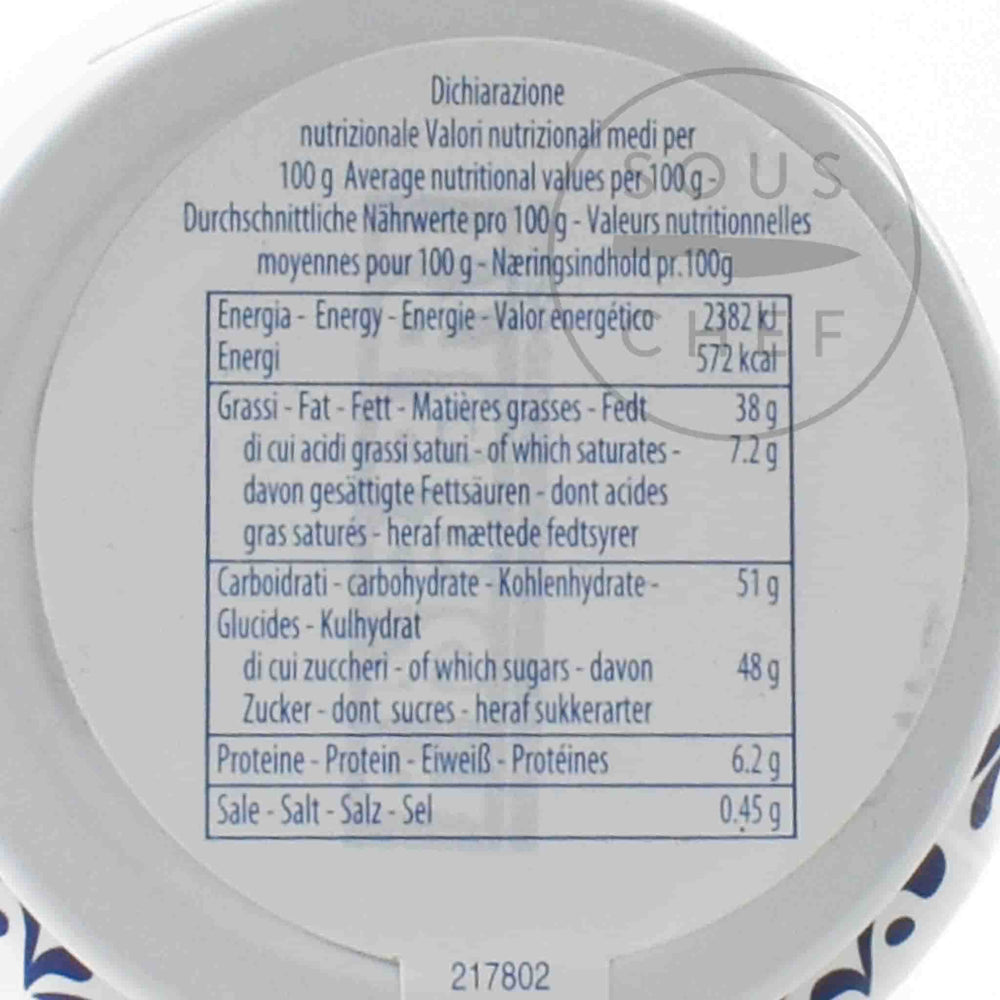 Dichiarazione
nutrizionale Valori nutrizionali medi per
100 g Average nutritional values per 100 g -
Durchschnittliche Nährwerte pro 100 g - Valeurs nutritionnelles
moyennes pour 100 g - Næringsindhold pr. 100g
Energia - Energy - Energie - Valor energético 2382 kJ
Energi 572 kcal
Grassi - Fat - Fett - Matières grasses - Fedt 38 g
di cui acidi grassi saturi - of which saturates - 7.2 g
davon gesättigte Fettsäuren - dont acides
gras saturés - heraf mættede fedtsyrer
Carboidrati - carbohydrate - Kohlenhydrate - 51 g
Glucides - Kulhydrat
di cui zuccheri - of which sugars - davon 48 g
Zucker - dont sucres - heraf sukkerarter
Proteine - Protein - Eiweiß - Protéines 6.2 g
Sale - Salt - Salz - Sel 0.45 g
217802
SOUS
CHEF